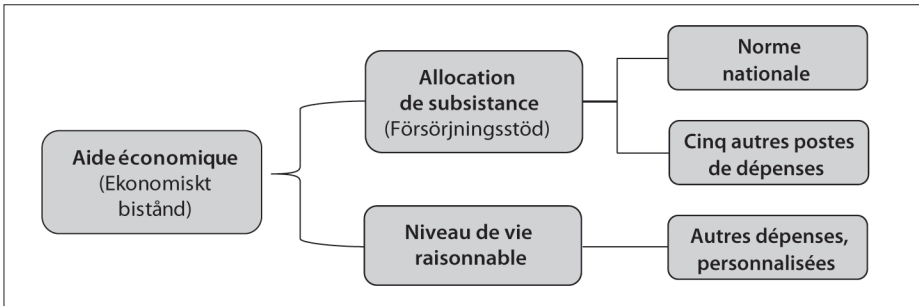 Aide économique
(Ekonomiskt
bistånd)
Allocation
de subsistance
(Försörjningsstöd)
Norme
nationale
Cinq autres postes
de dépenses
Niveau de vie
raisonnable
Autres dépenses,
personnalisées